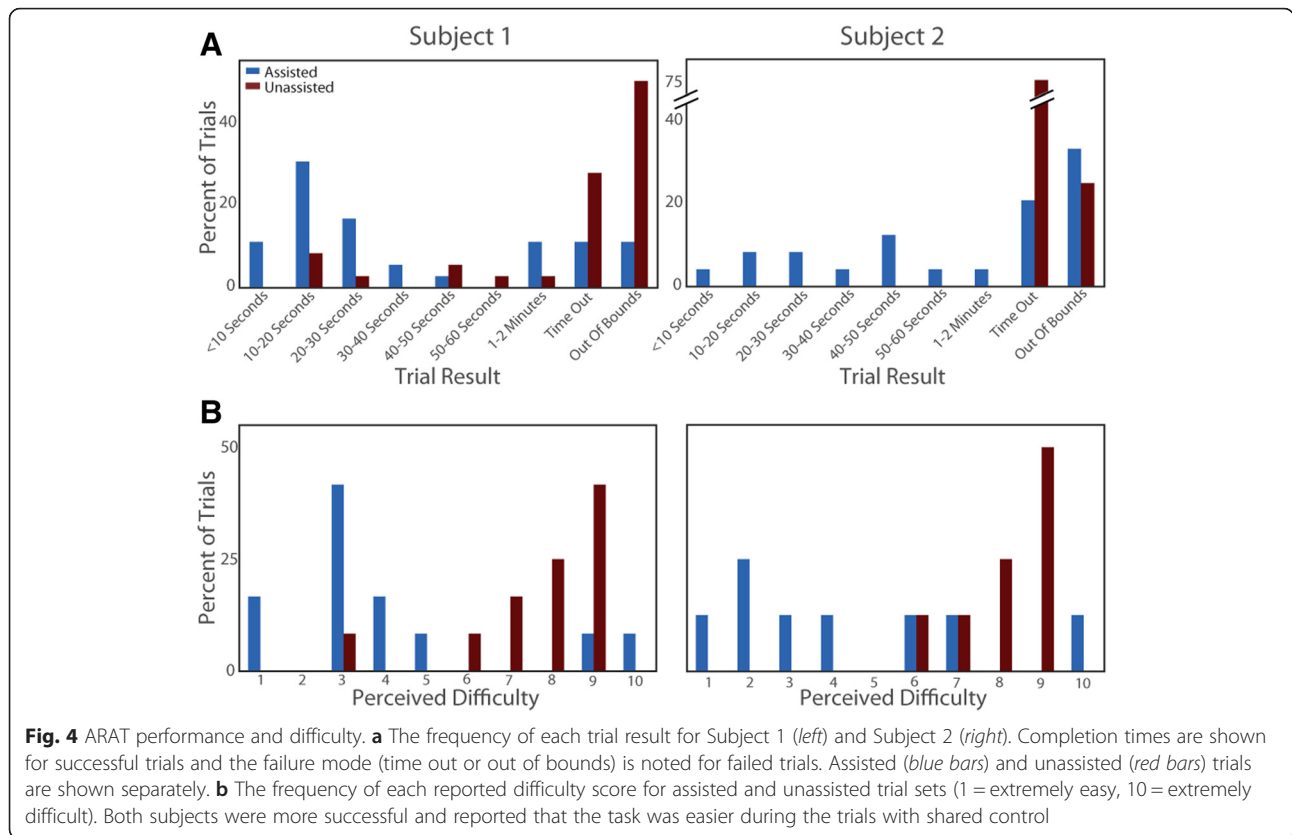 A
Subject 1
Subject 2
Assisted
Unassisted
Percent of Trials
40
20
0
75
40
20
0
<10 Seconds
10-20 Seconds
20-30 Seconds
30-40 Seconds
40-50 Seconds
50-60 Seconds
1-2 Minutes
Time Out
Out Of Bounds
Trial Result
<10 Seconds
10-20 Seconds
20-30 Seconds
30-40 Seconds
40-50 Seconds
50-60 Seconds
1-2 Minutes
Time Out
Out Of Bounds
Trial Result
B
Percent of Trials
50
25
0
1 2 3 4 5 6 7 8 9 10
Perceived Difficulty
1 2 3 4 5 6 7 8 9 10
Perceived Difficulty
Fig. 4 ARAT performance and difficulty. a The frequency of each trial result for Subject 1 (left) and Subject 2 (right). Completion times are shown
for successful trials and the failure mode (time out or out of bounds) is noted for failed trials. Assisted (blue bars) and unassisted (red bars) trials
are shown separately. b The frequency of each reported difficulty score for assisted and unassisted trial sets (1 = extremely easy, 10 = extremely
difficult). Both subjects were more successful and reported that the task was easier during the trials with shared control